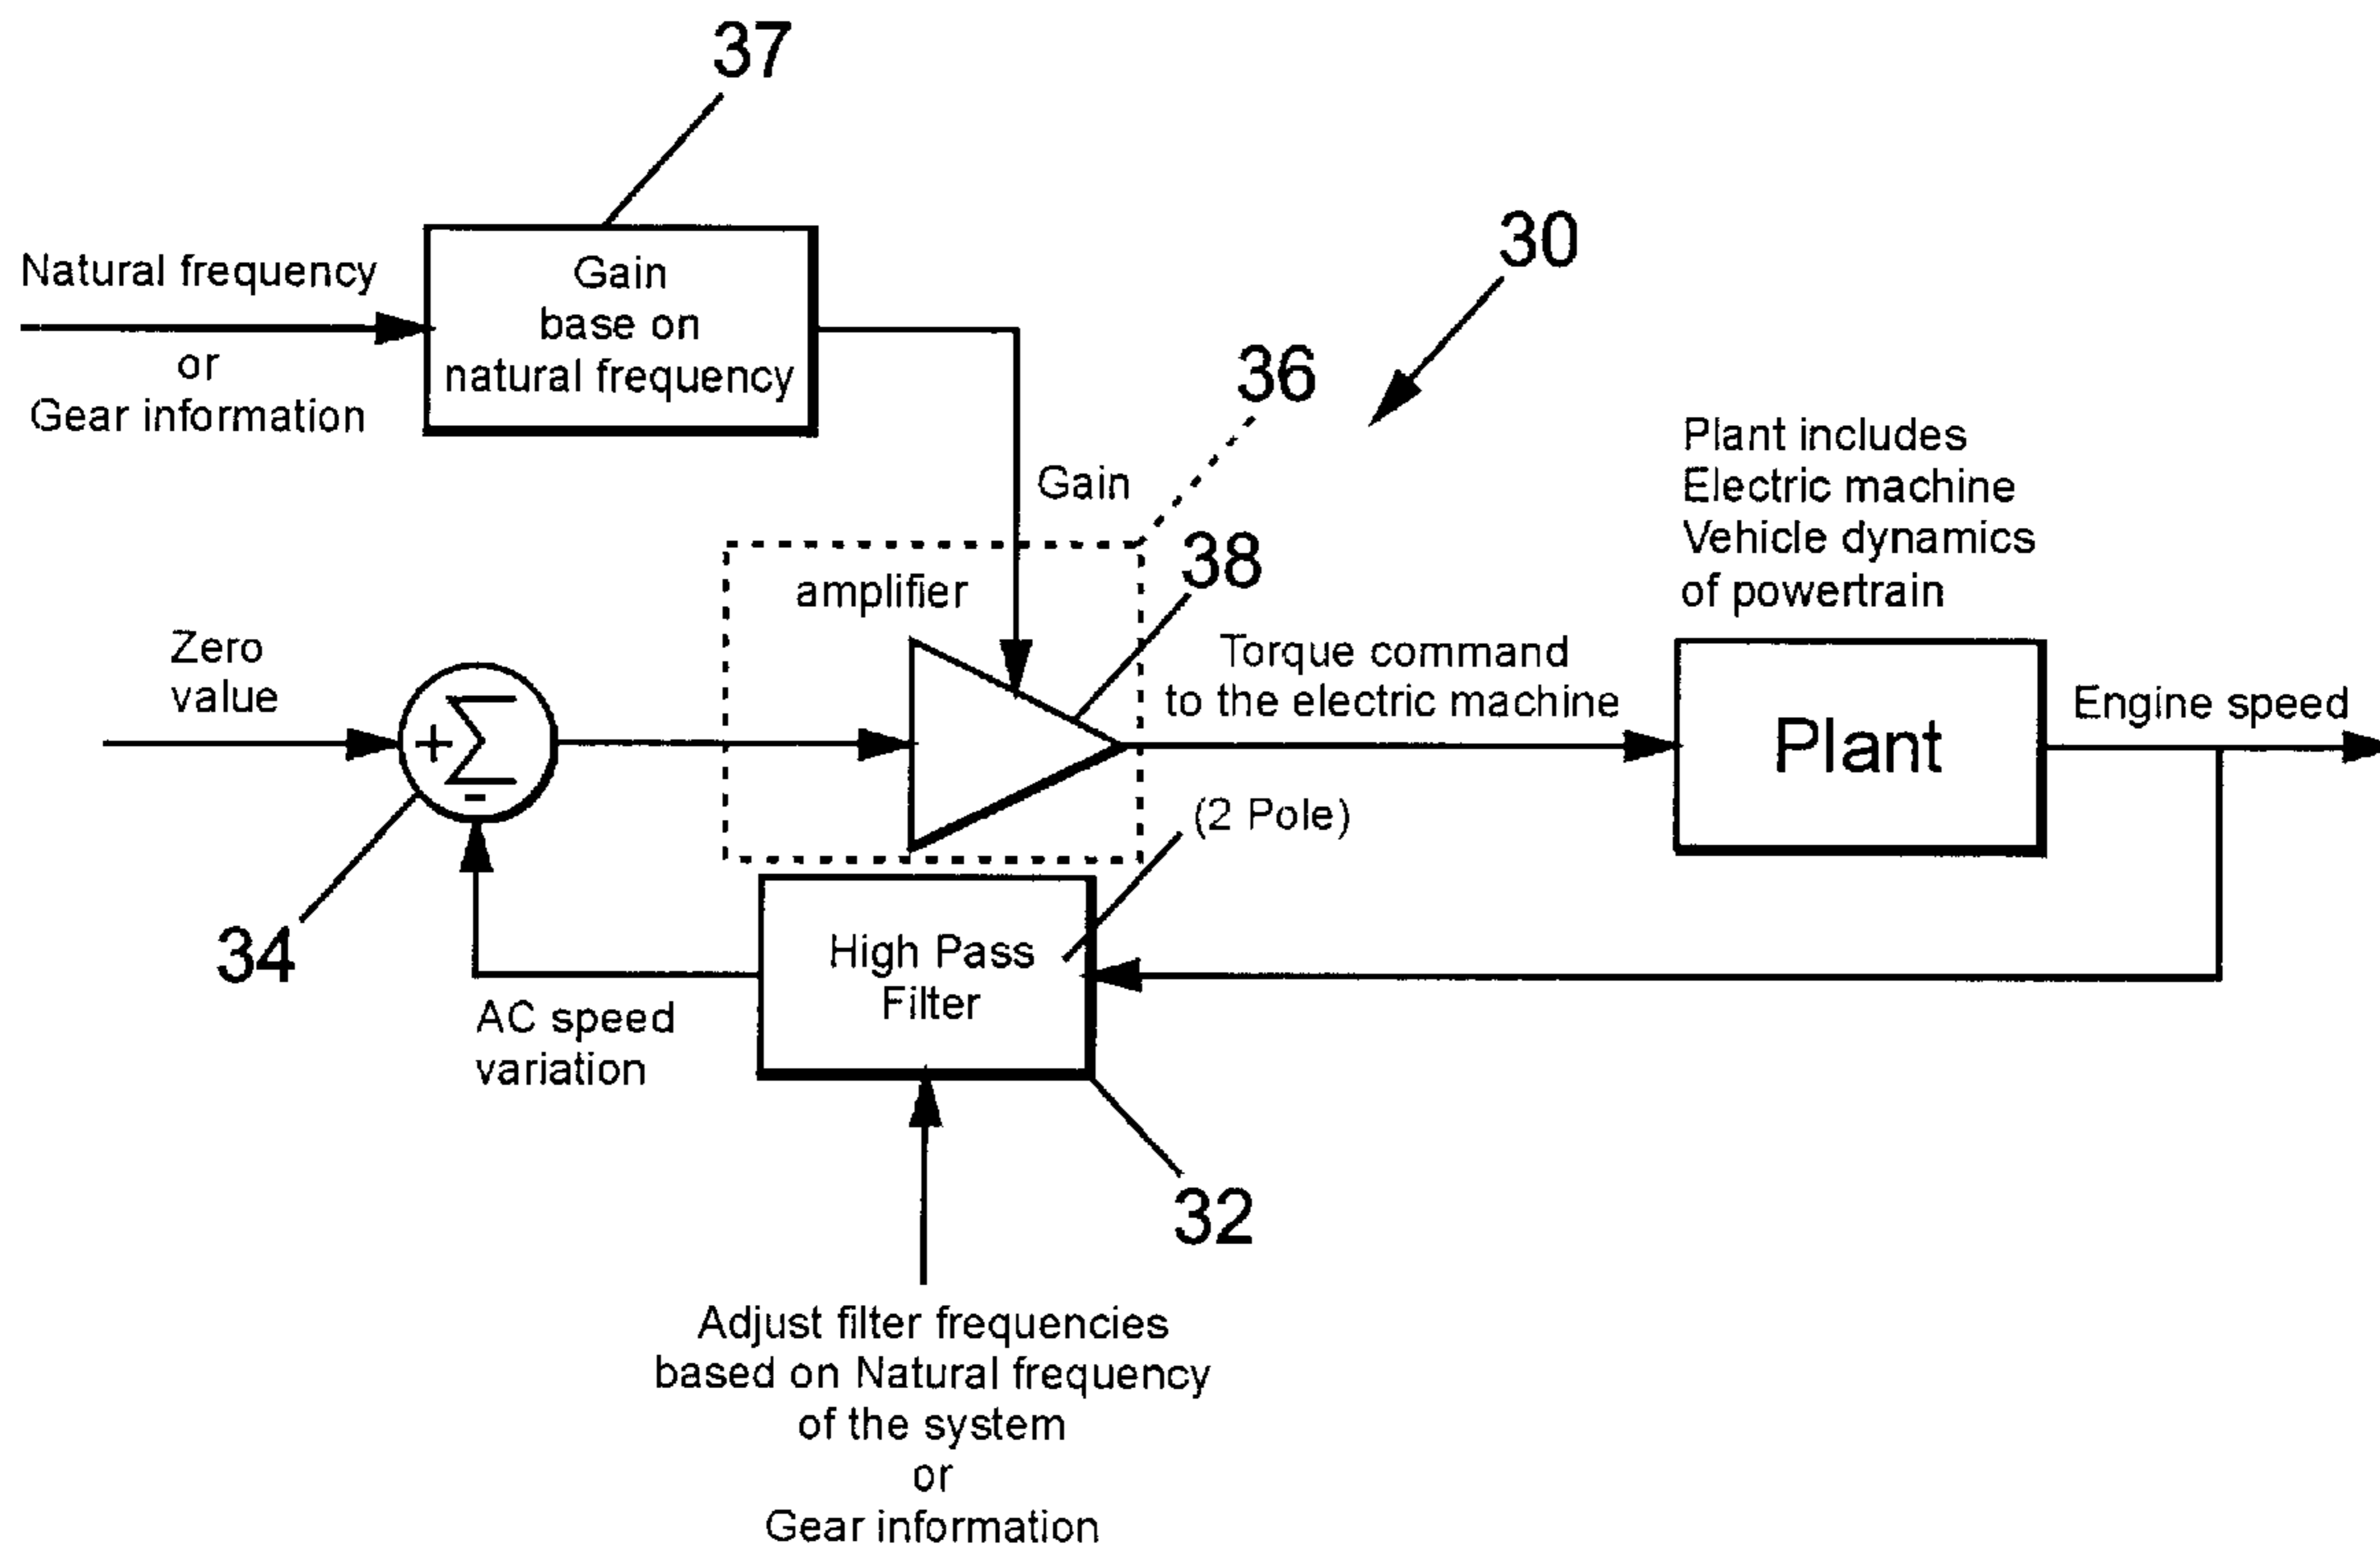 37
30
Natural frequency
or
Gear information
Gain
base on
natural frequency
36
Gain
Plant includes
Electric machine
Vehicle dynamics
of powertrain
38
amplifier
Zero
value
+
Σ
-
Torque command
to the electric machine
Plant
Engine speed
(2 Pole)
34
High Pass
Filter
AC speed
variation
32
Adjust filter frequencies
based on Natural frequency
of the system
or
Gear information